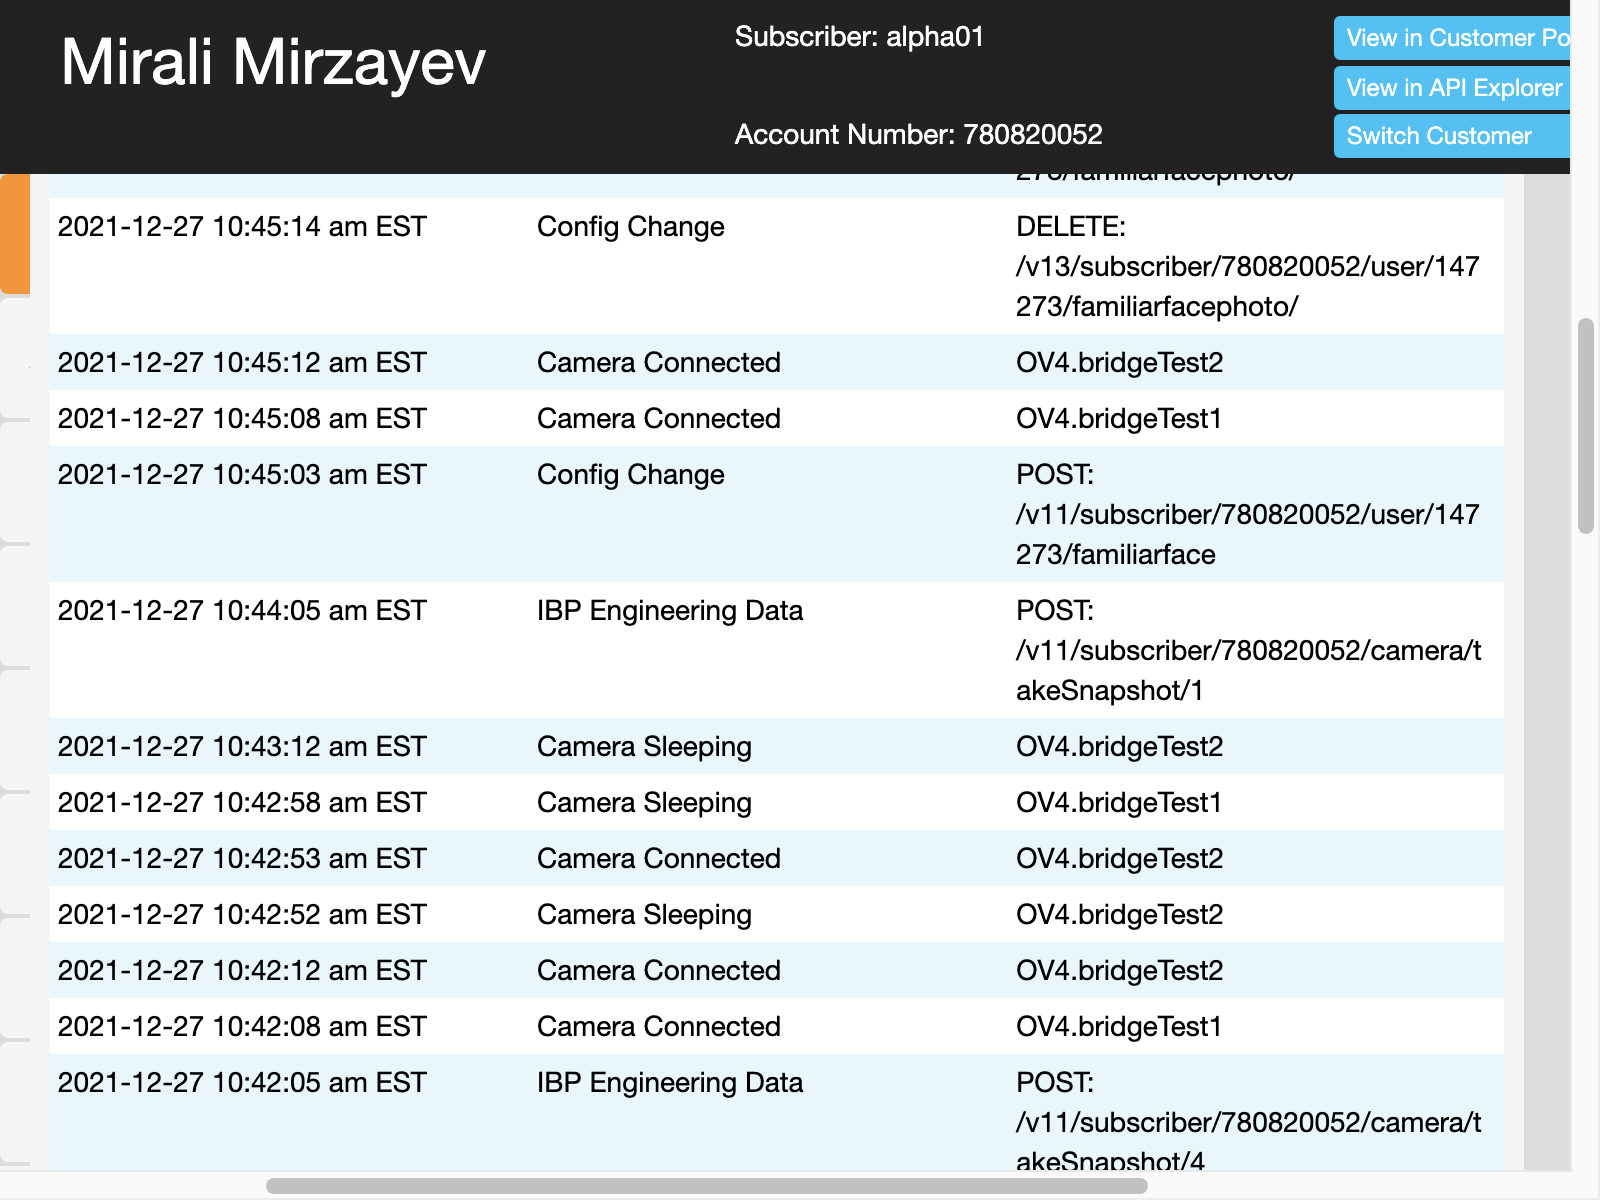 Mirali Mirzayev
Subscriber: alpha01
Account Number: 780820052
View in Customer Po
View in API Explorer
Switch Customer
273/familiarfacephoto/
2021-12-27 10:45:14 am EST Config Change DELETE:
/v13/subscriber/780820052/user/147
273/familiarfacephoto/
2021-12-27 10:45:12 am EST Camera Connected OV4.bridgeTest2
2021-12-27 10:45:08 am EST Camera Connected OV4.bridgeTest1
2021-12-27 10:45:03 am EST Config Change POST:
/v11/subscriber/780820052/user/147
273/familiarface
2021-12-27 10:44:05 am EST IBP Engineering Data POST:
/v11/subscriber/780820052/camera/t
akeSnapshot/1
2021-12-27 10:43:12 am EST Camera Sleeping OV4.bridgeTest2
2021-12-27 10:42:58 am EST Camera Sleeping OV4.bridgeTest1
2021-12-27 10:42:53 am EST Camera Connected OV4.bridgeTest2
2021-12-27 10:42:52 am EST Camera Sleeping OV4.bridgeTest2
2021-12-27 10:42:12 am EST Camera Connected OV4.bridgeTest2
2021-12-27 10:42:08 am EST Camera Connected OV4.bridgeTest1
2021-12-27 10:42:05 am EST IBP Engineering Data POST:
/v11/subscriber/780820052/camera/t
akeSnapshot/4